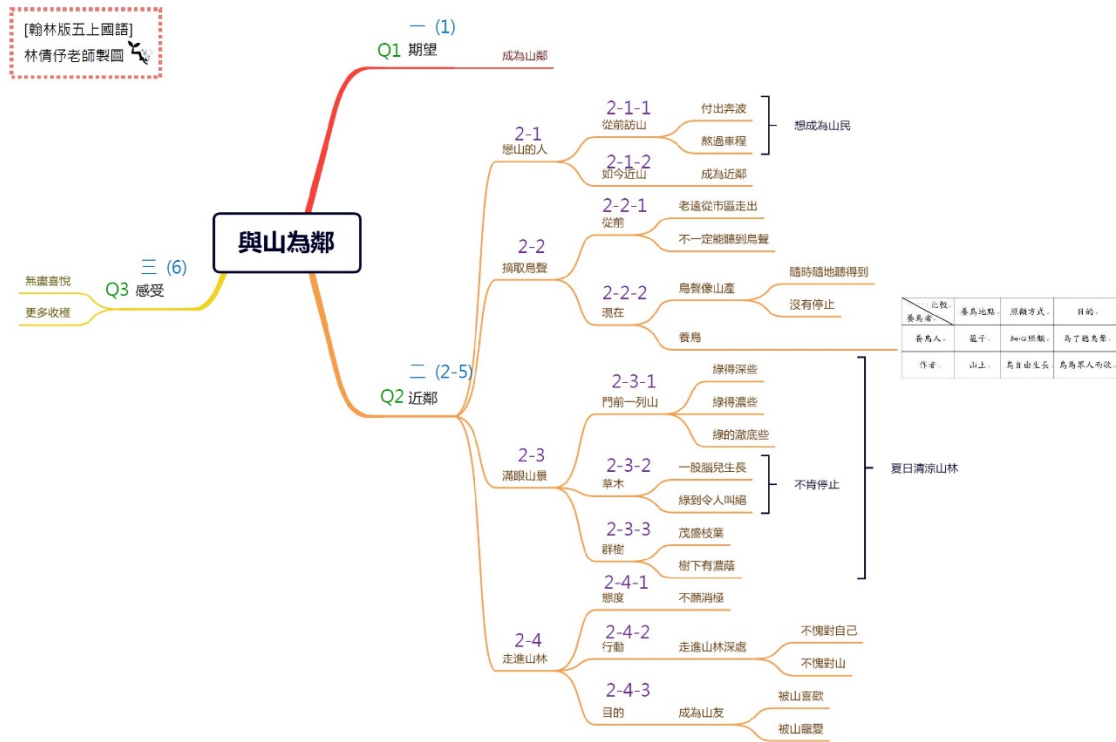 [翰林版五上國語]
林倩伃老師製圖
與山為鄰
一 (1)
Q1 期望
成為山鄰
二 (2-5)
Q2 近鄰
2-1
戀山的人
2-1-1
從前訪山
付出奔波
熬過車程
想成為山民
2-1-2
如今近山
成為近鄰
2-2
摘取鳥聲
2-2-1
從前
老遠從市區走出
不一定能聽到鳥聲
2-2-2
現在
鳥聲像山產
隨時隨地聽得到
沒有停止
養鳥
比較
養鳥者
養鳥地點
照顧方式
目的
養鳥人
籠子
細心照顧
為了聽鳥聲
作者
山上
鳥自由生長
鳥為眾人而歌
2-3
滿眼山景
2-3-1
門前一列山
綠得深些
綠得濃些
綠的澈底些
2-3-2
草木
一股腦兒生長
綠到令人叫絕
不肯停止
2-3-3
群樹
茂盛枝葉
樹下有濃蔭
夏日清涼山林
2-4
走進山林
2-4-1
態度
不願消極
2-4-2
行動
走進山林深處
不愧對自己
不愧對山
2-4-3
目的
成為山友
被山喜歡
被山寵愛
三 (6)
Q3 感受
無盡喜悅
更多收穫